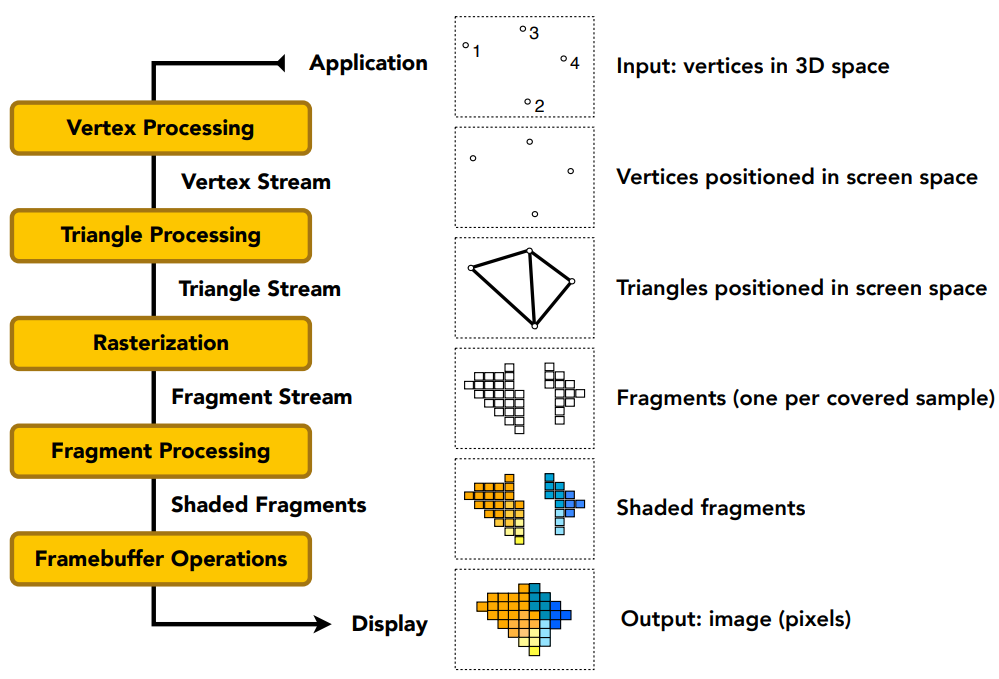 Application
3
1
4
2
Input: vertices in 3D space
Vertex Processing
Vertex Stream
Vertices positioned in screen space
Triangle Processing
Triangle Stream
Triangles positioned in screen space
Rasterization
Fragment Stream
Fragments (one per covered sample)
Fragment Processing
Shaded Fragments
Shaded fragments
Framebuffer Operations
Display
Output: image (pixels)